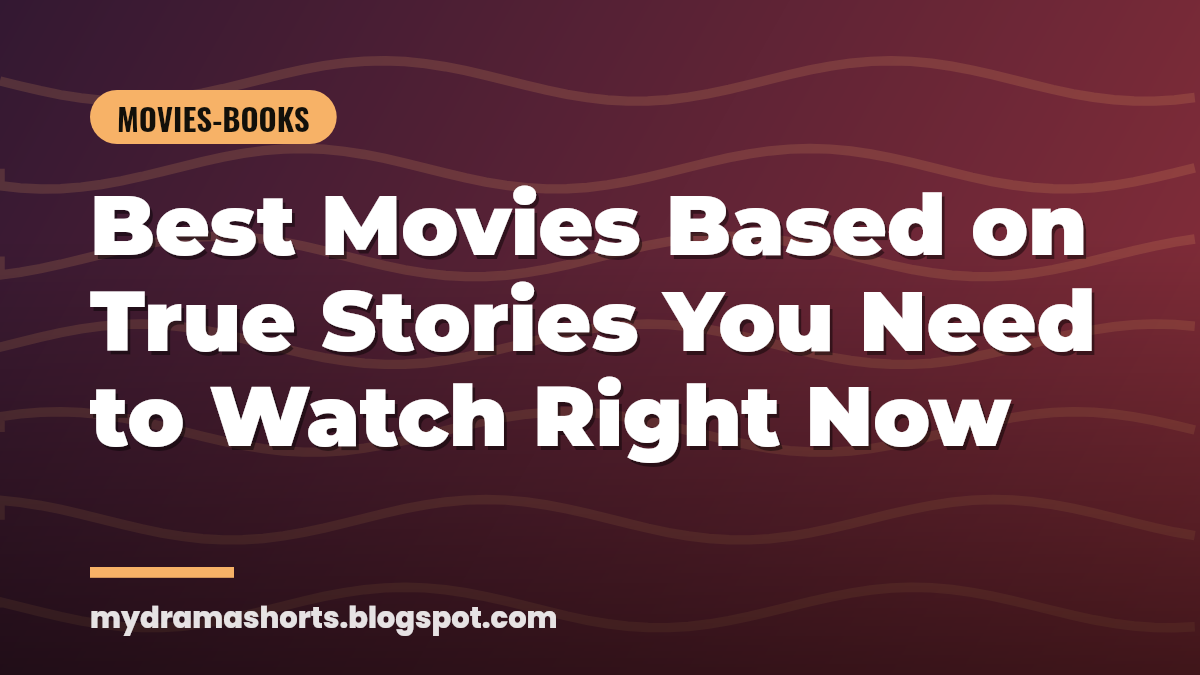 MOVIES-BOOKS
Best Movies Based on
True Stories You Need
to Watch Right Now
mydramashorts.blogspot.com